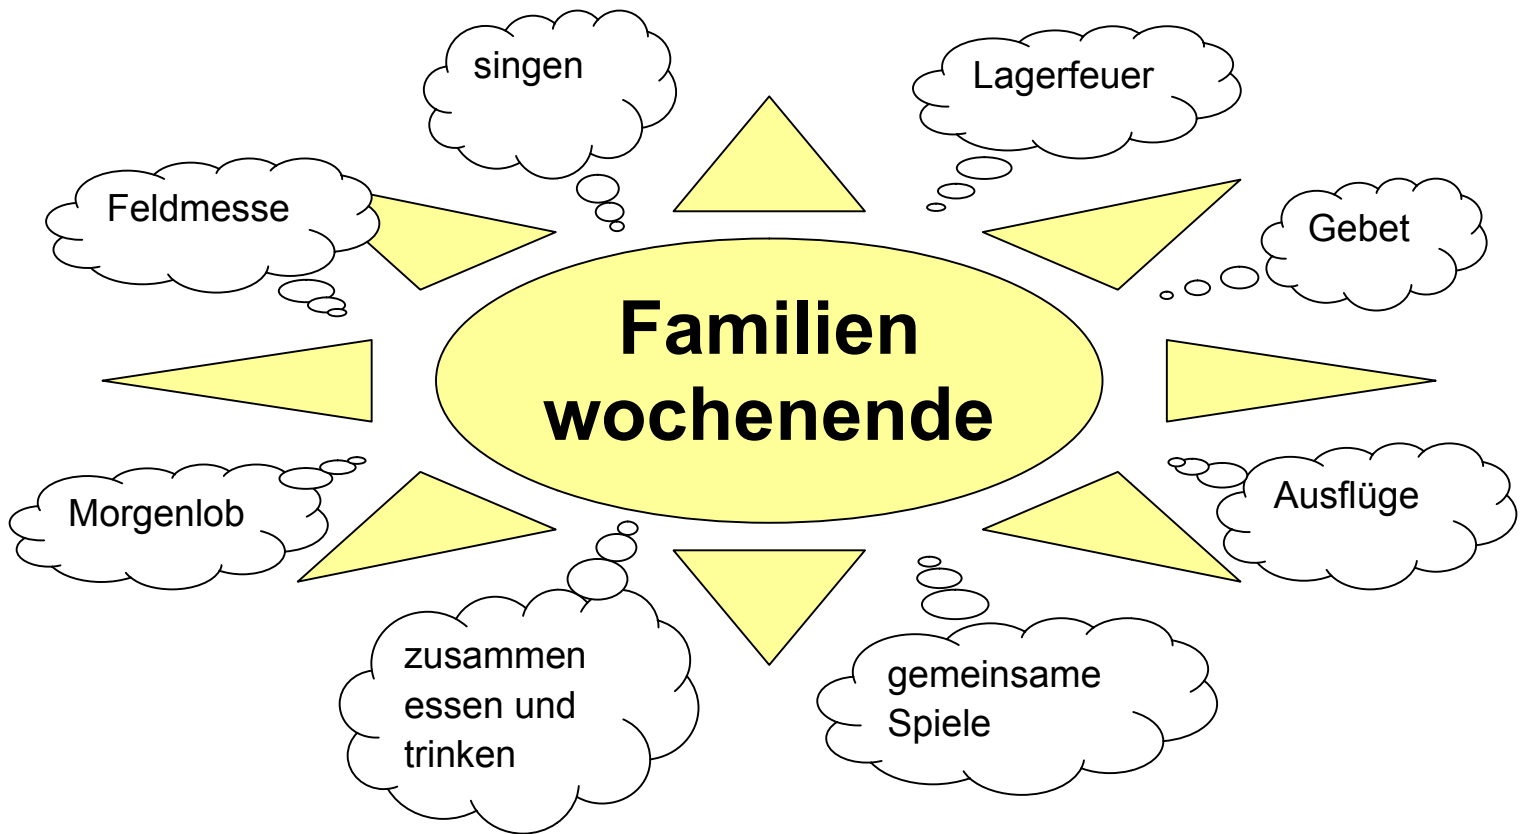 singen
Lagerfeuer
Feldmesse
Gebet
Familien
wochenende
Morgenlob
Ausflüge
zusammen
essen und
trinken
gemeinsame
Spiele